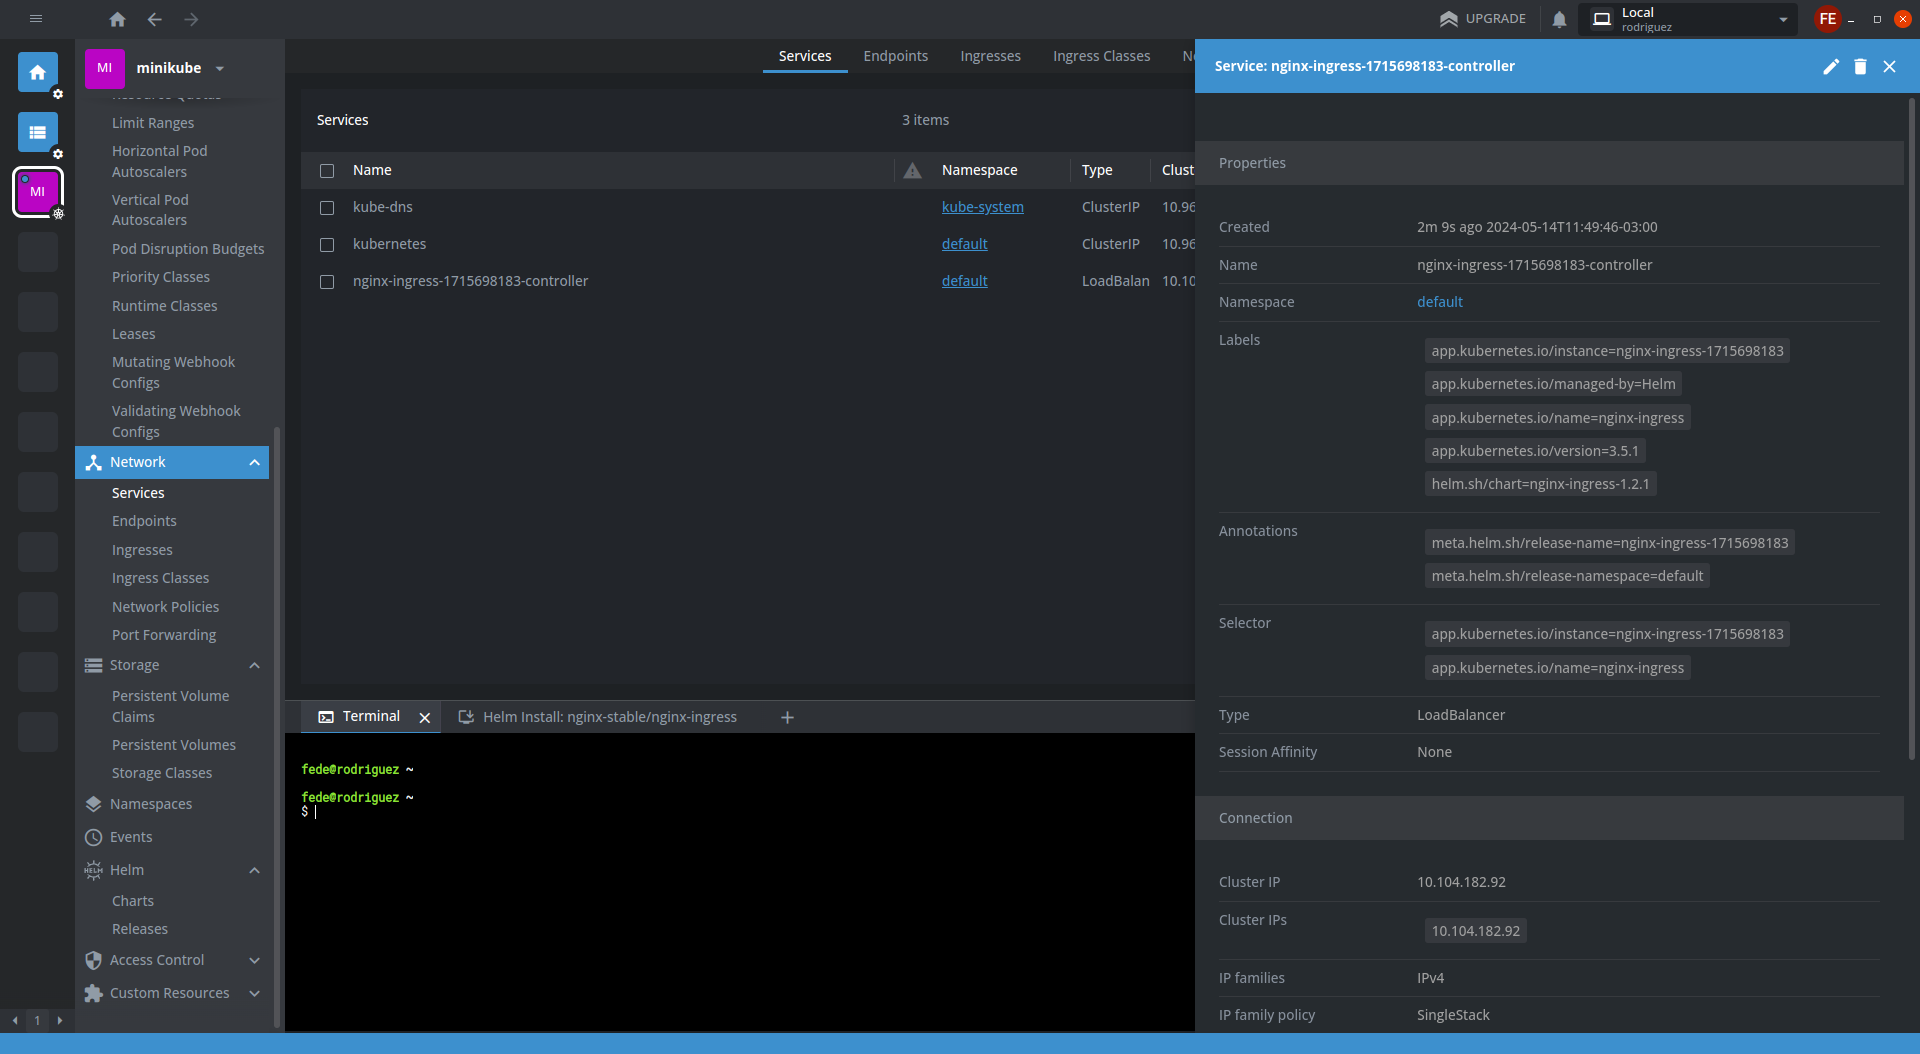 UPGRADE
Local
rodriguez
FE
MI
minikube
MI
Limit Ranges
Horizontal Pod
Autoscalers
Vertical Pod
Autoscalers
Pod Disruption Budgets
Priority Classes
Runtime Classes
Leases
Mutating Webhook
Configs
Validating Webhook
Configs
Network
Services
Endpoints
Ingresses
Ingress Classes
Network Policies
Port Forwarding
Storage
Persistent Volume
Claims
Persistent Volumes
Storage Classes
Namespaces
Events
HELM
Helm
Charts
Releases
Access Control
Custom Resources
1
Services Endpoints Ingresses Ingress Classes
Services 3 items
Name Namespace Type Clust
kube-dns kube-system ClusterIP 10.96
kubernetes default ClusterIP 10.96
nginx-ingress-1715698183-controller default LoadBalan 10.10
Terminal Helm Install: nginx-stable/nginx-ingress
fede@rodriguez ~
fede@rodriguez ~
$
Service: nginx-ingress-1715698183-controller
Properties
Created 2m 9s ago 2024-05-14T11:49:46-03:00
Name nginx-ingress-1715698183-controller
Namespace default
Labels app.kubernetes.io/instance=nginx-ingress-1715698183
app.kubernetes.io/managed-by=Helm
app.kubernetes.io/name=nginx-ingress
app.kubernetes.io/version=3.5.1
helm.sh/chart=nginx-ingress-1.2.1
Annotations meta.helm.sh/release-name=nginx-ingress-1715698183
meta.helm.sh/release-namespace=default
Selector app.kubernetes.io/instance=nginx-ingress-1715698183
app.kubernetes.io/name=nginx-ingress
Type LoadBalancer
Session Affinity None
Connection
Cluster IP 10.104.182.92
Cluster IPs 10.104.182.92
IP families IPv4
IP family policy SingleStack